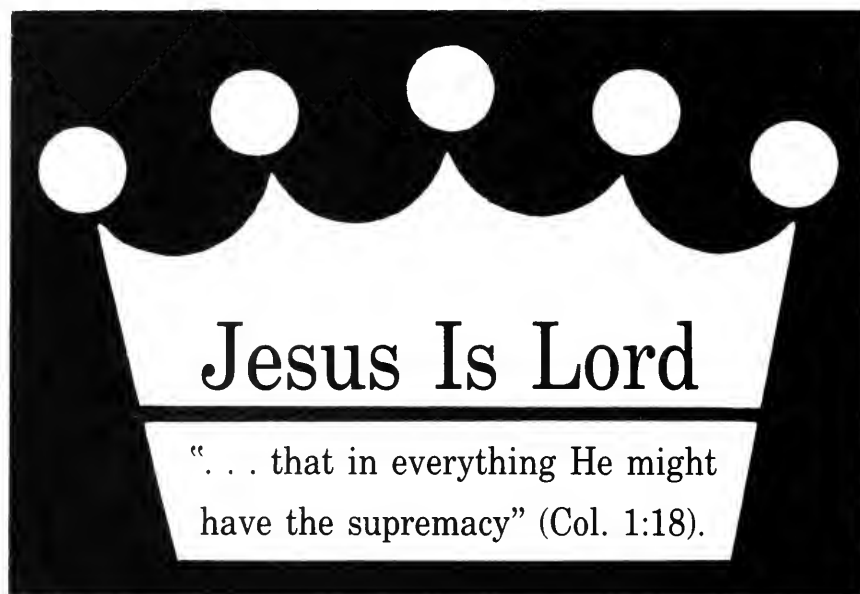 Jesus Is Lord
“. . . that in everything He might
have the supremacy” (Col. 1:18).